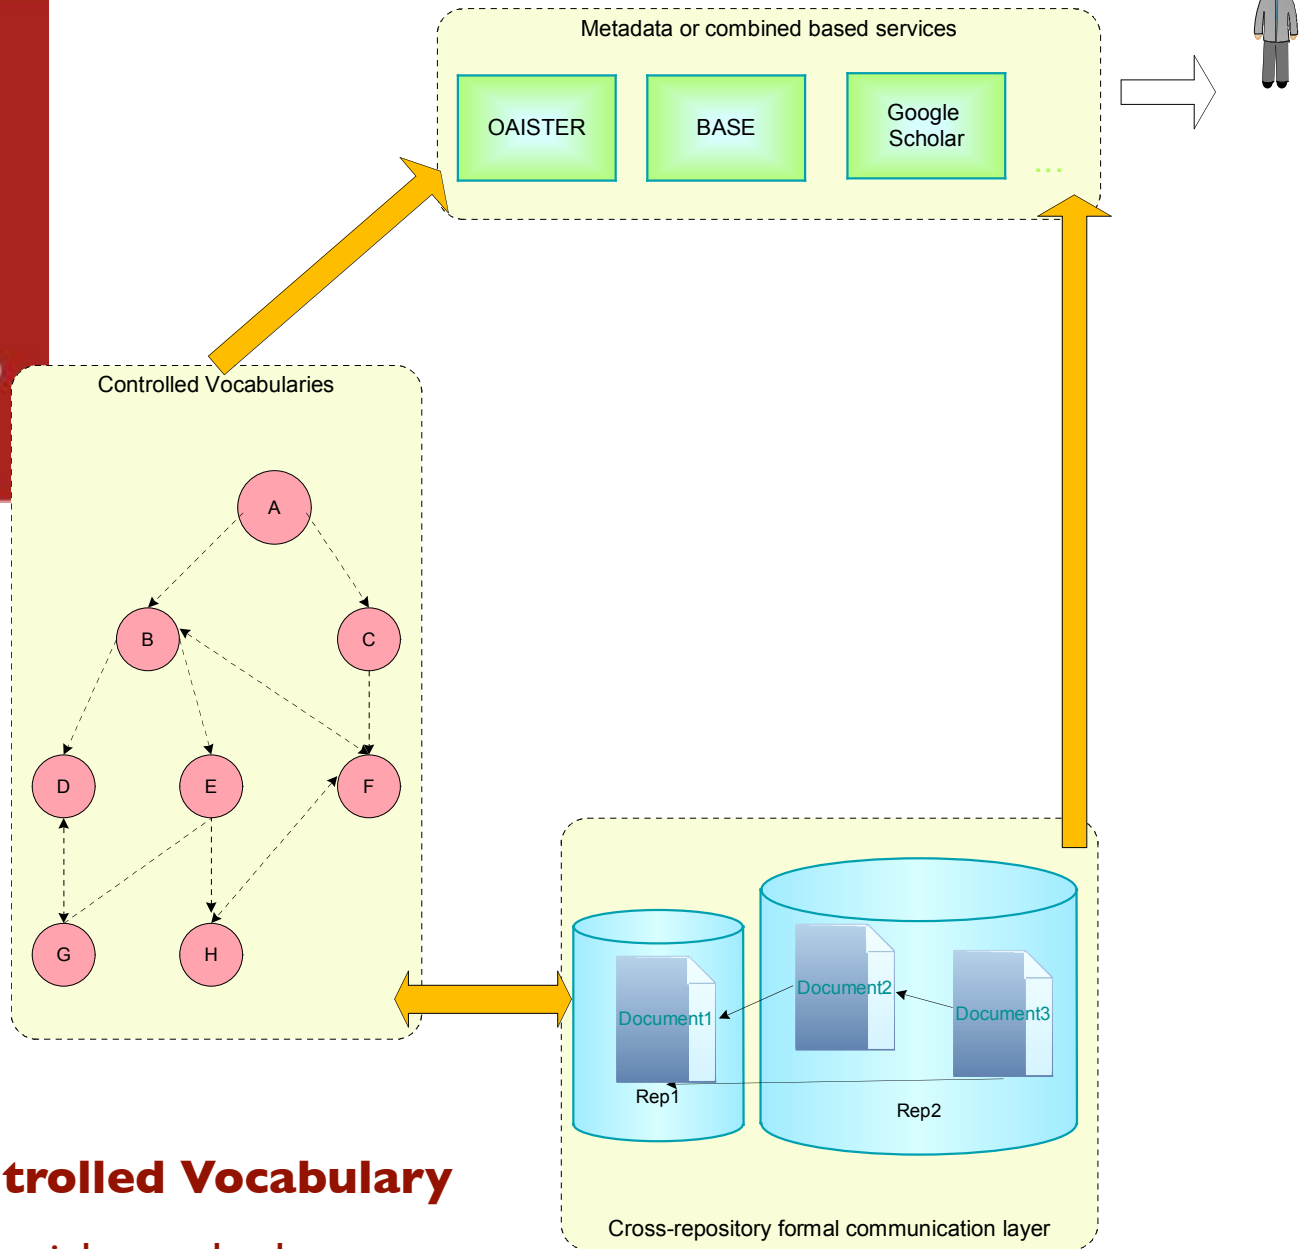 Metadata or combined based services
OAISTER
BASE
Google
Scholar
...
Controlled Vocabularies
A
B
C
D
E
F
G
H
Document1
Document2
Document3
Rep1
Rep2
Cross-repository formal communication layer
trolled Vocabulary